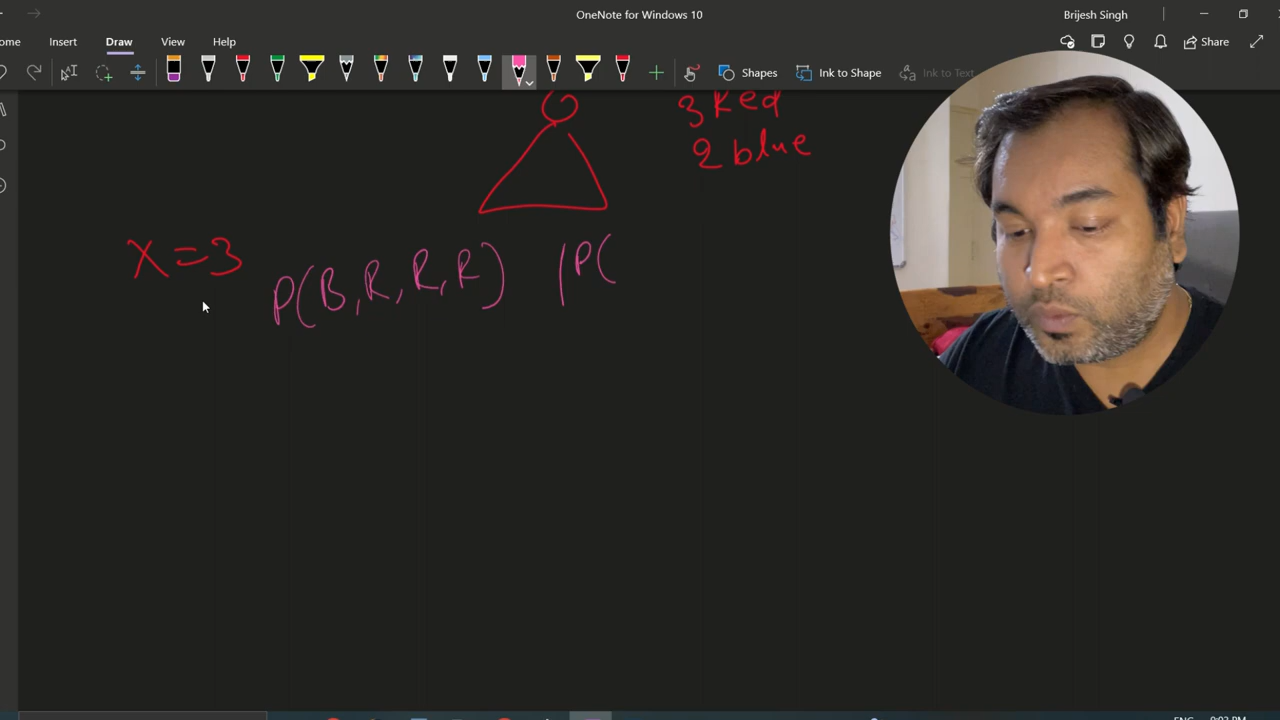 OneNote for Windows 10
Brijesh Singh
ome Insert Draw View Help
Share
Shapes Ink to Shape Ink to Text
3 Red
2 blue
X=3 P(B,R,R,R) | P(